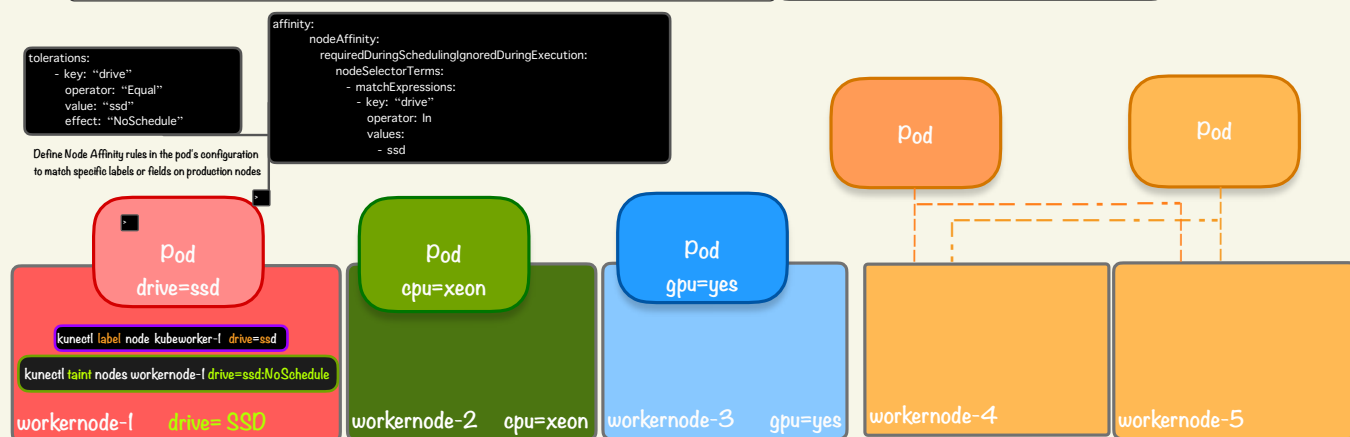 tolerations:
- key: “drive”
operator: “Equal”
value: “ssd”
effect: “NoSchedule”
affinity:
nodeAffinity:
requiredDuringSchedulingIgnoredDuringExecution:
nodeSelectorTerms:
- matchExpressions:
- key: “drive”
operator: In
values:
- ssd
Define Node Affinity rules in the pod's configuration
to match specific labels or fields on production nodes
Pod
Pod
Pod
drive=ssd
Pod
cpu=xeon
Pod
gpu=yes
kunectl label node kubeworker-1 drive=ssd
kunectl taint nodes workernode-1 drive=ssd:NoSchedule
workernode-1 drive= SSD
workernode-2 cpu=xeon
workernode-3 gpu=yes
workernode-4
workernode-5